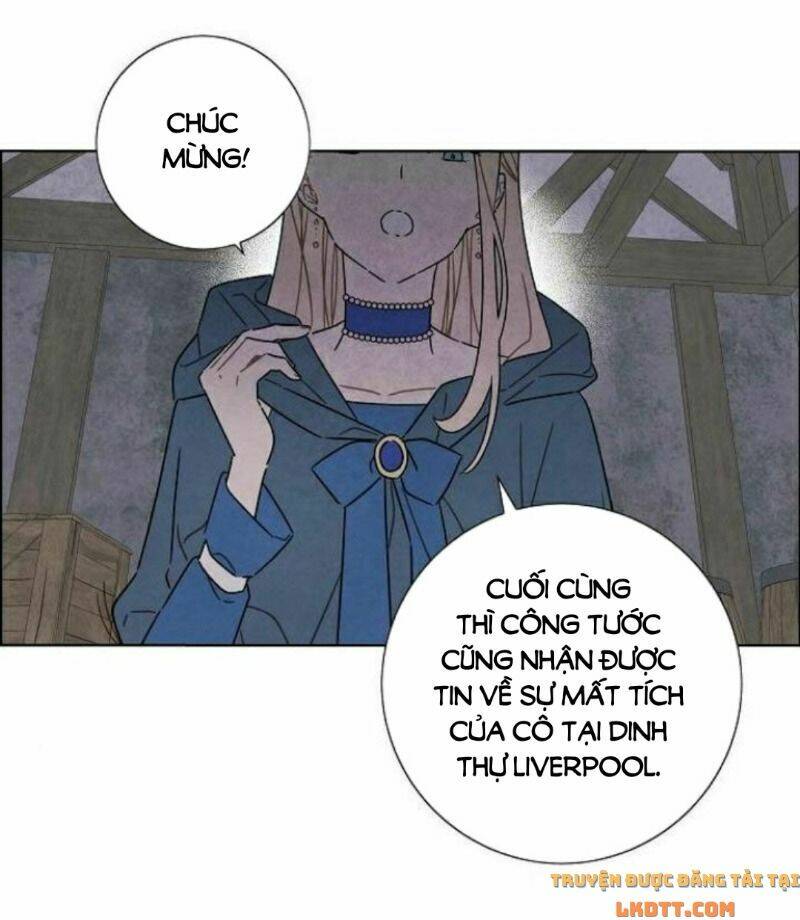 CHÚC
MỪNG!
CUỐI CÙNG
THÌ CÔNG TƯỚC
CŨNG NHẬN ĐƯỢC
TIN VỀ SỰ MẤT TÍCH
CỦA CÔ TẠI DINH
THỰ LIVERPOOL.
TRUYỆN ĐƯỢC ĐĂNG TẢI TẠI
LKDTT.COM